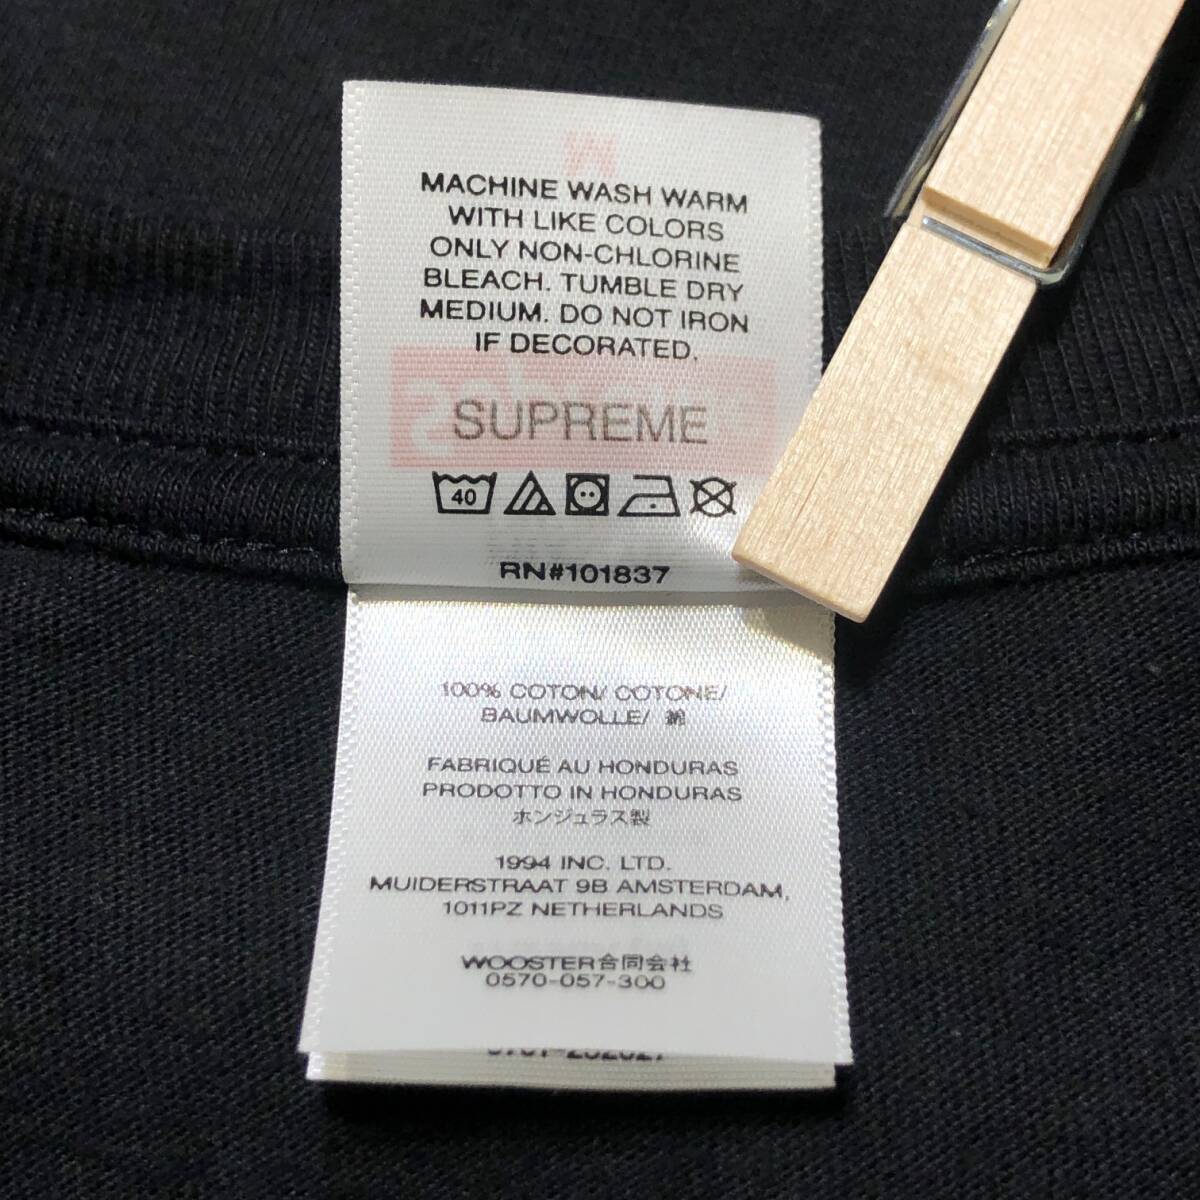 M
MACHINE WASH WARM
WITH LIKE COLORS
ONLY NON-CHLORINE
BLEACH. TUMBLE DRY
MEDIUM. DO NOT IRON
IF DECORATED.
SUPREME
40
RN#101837
100% COTON/ COTONE/
BAUMWOLLE/ 綿
FABRIQUÉ AU HONDURAS
PRODOTTO IN HONDURAS
ホンジュラス製
1994 INC. LTD.
MUIDERSTRAAT 9B AMSTERDAM,
1011PZ NETHERLANDS
WOOSTER合同会社
0570-057-300